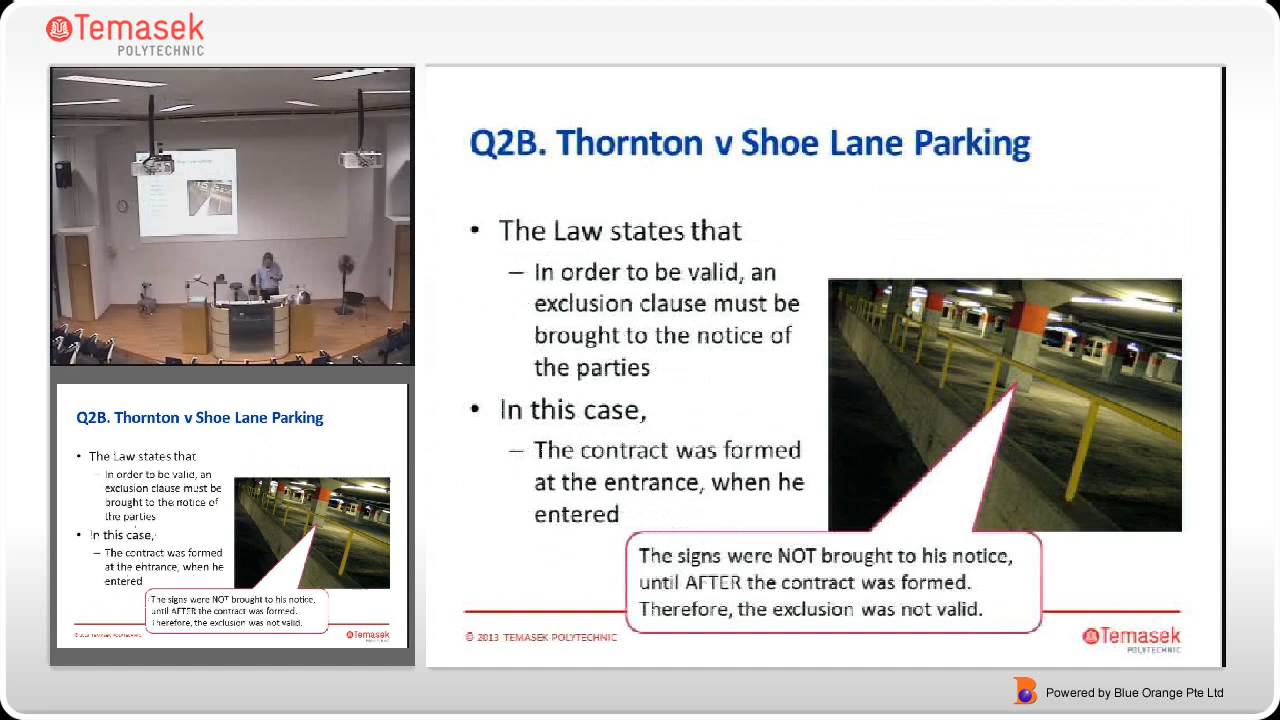 Temasek
POLYTECHNIC
Q2B. Thornton v Shoe Lane Parking
• The Law states that
– In order to be valid, an
exclusion clause must be
brought to the notice of
the parties
• In this case,
– The contract was formed
at the entrance, when he
entered
The signs were NOT brought to his notice,
until AFTER the contract was formed.
Therefore, the exclusion was not valid.
© 2013 TEMASEK POLYTECHNIC
Temasek
POLYTECHNIC
Q2B. Thornton v Shoe Lane Parking
• The Law states that
– In order to be valid, an
exclusion clause must be
brought to the notice of
the parties
• In this case,
– The contract was formed
at the entrance, when he
entered
The signs were NOT brought to his notice,
until AFTER the contract was formed.
Therefore, the exclusion was not valid.
© 2013 TEMASEK POLYTECHNIC
Temasek
Powered by Blue Orange Pte Ltd